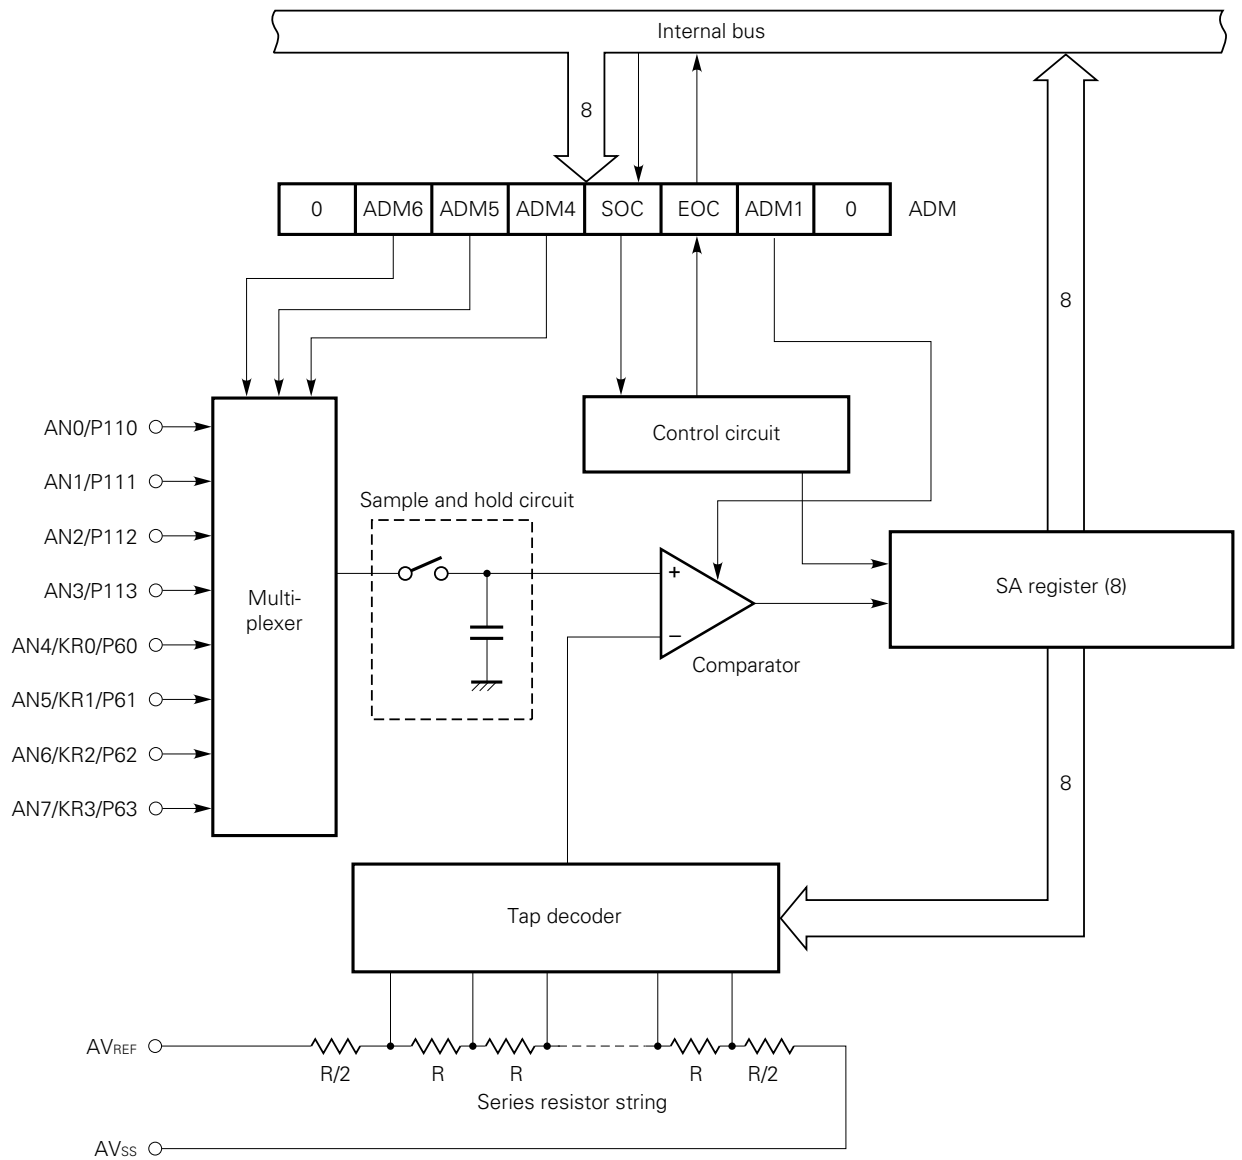 Internal bus
8
0 ADM6 ADM5 ADM4 SOC EOC ADM1 0 ADM
8
Control circuit
AN0/P110
AN1/P111
AN2/P112
AN3/P113
AN4/KR0/P60
AN5/KR1/P61
AN6/KR2/P62
AN7/KR3/P63
Multi-
plexer
Sample and hold circuit
+
−
Comparator
SA register (8)
8
Tap decoder
AVREF
R/2 R R R R/2
Series resistor string
AVSS